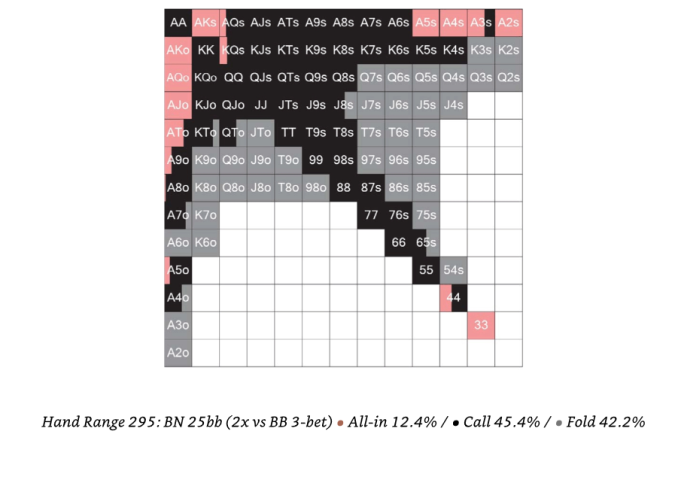 AA AKs AQs AJs ATs A9s A8s A7s A6s A5s A4s A3s A2s
AKo KK KQs KJs KTs K9s K8s K7s K6s K5s K4s K3s K2s
AQo KQo QQ QJs QTs Q9s Q8s Q7s Q6s Q5s Q4s Q3s Q2s
AJo KJo QJo JJ JTs J9s J8s J7s J6s J5s J4s
ATo KTo QTo JTo TT T9s T8s T7s T6s T5s
A9o K9o Q9o J9o T9o 99 98s 97s 96s 95s
A8o K8o Q8o J8o T8o 98o 88 87s 86s 85s
A7o K7o 77 76s 75s
A6o K6o 66 65s
A5o 55 54s
A4o 44
A3o 33
A2o
Hand Range 295: BN 25bb (2x vs BB 3-bet) • All-in 12.4% / • Call 45.4% / • Fold 42.2%